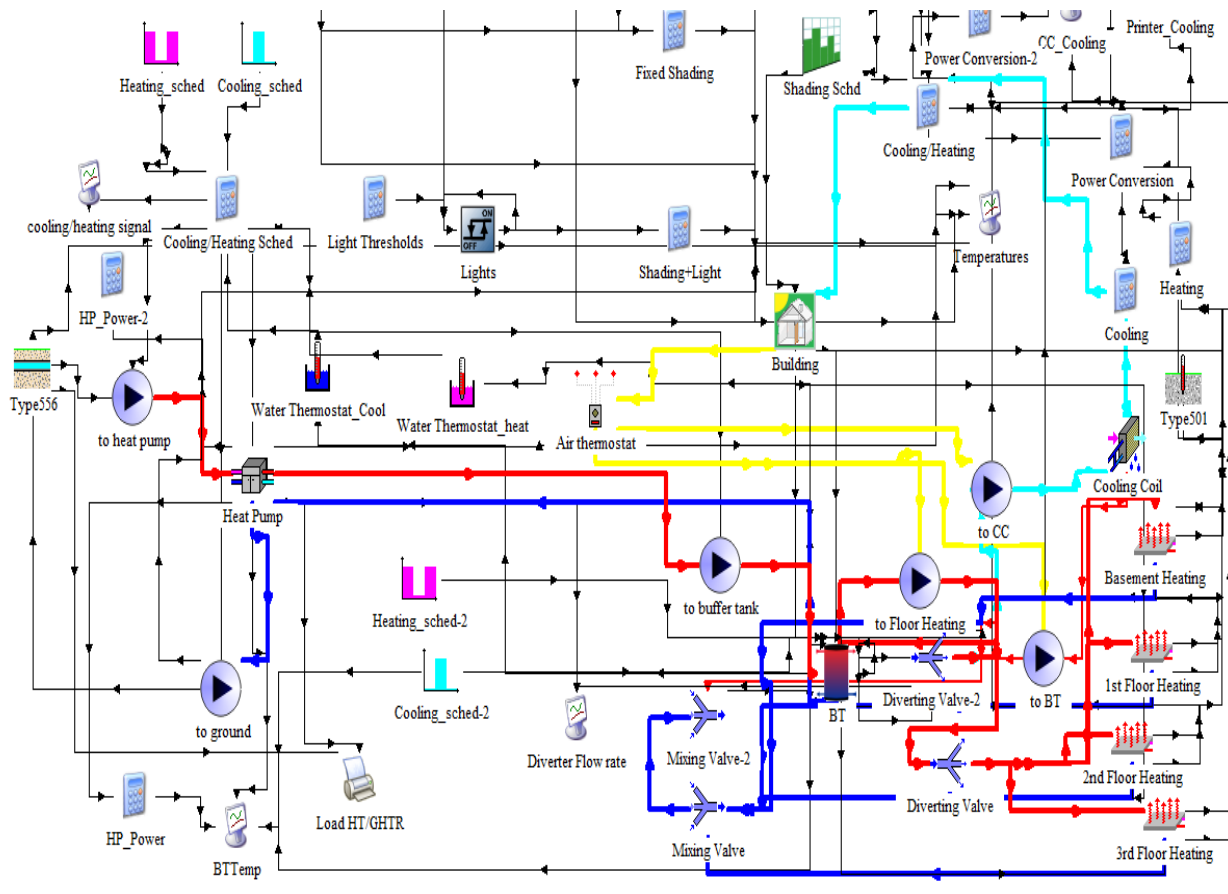 Printer_Cooling
CC_Cooling
Power Conversion-2
Fixed Shading
Heating_sched
Cooling_sched
Shading Schd
Cooling/Heating
Power Conversion
cooling/heating signal
Cooling/Heating Sched
Light Thresholds
ON
OFF
Lights
Shading+Light
Temperatures
Heating
Cooling
HP_Power-2
Building
Type556
Water Thermostat_Cool
Water Thermostat_heat
Type501
to heat pump
Air thermostat
Cooling Coil
Heat Pump
to CC
Basement Heating
to buffer tank
Heating_sched-2
to Floor Heating
1st Floor Heating
Cooling_sched-2
BT
Diverting Valve-2
to BT
to ground
Diverter Flow rate
Mixing Valve-2
2nd Floor Heating
Diverting Valve
Load HT/GHTR
HP_Power
Mixing Valve
3rd Floor Heating
BTTemp